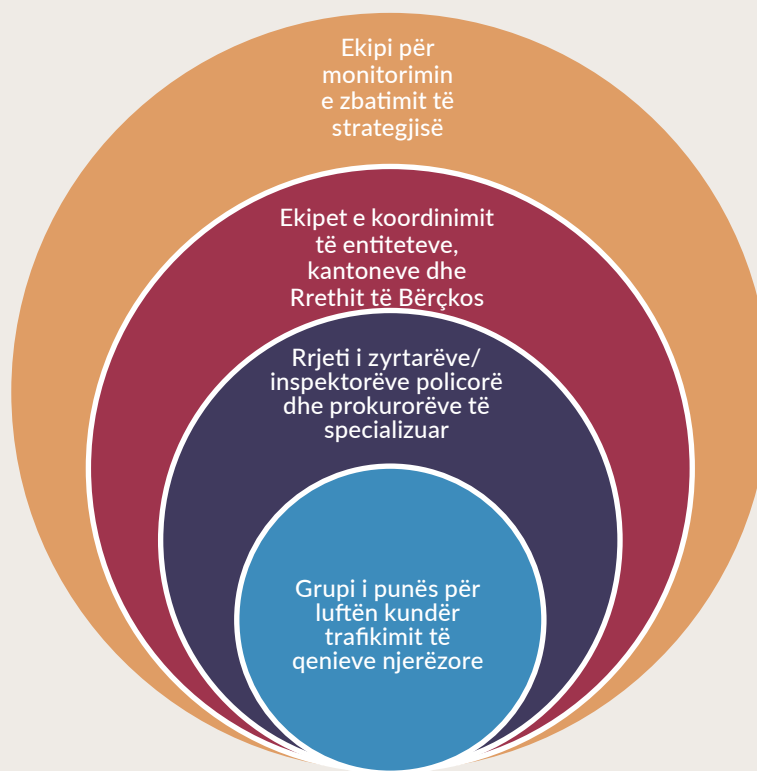 Ekipi për
monitorimin
e zbatimit të
strategjisë
Ekipet e koordinimit
të entiteteve,
kantoneve dhe
Rrethit të Bërçkos
Rrjeti i zyrtarëve/
inspektorëve policorë
dhe prokurorëve të
specializuar
Grupi i punës për
luftën kundër
trafikimit të
qenieve njerëzore